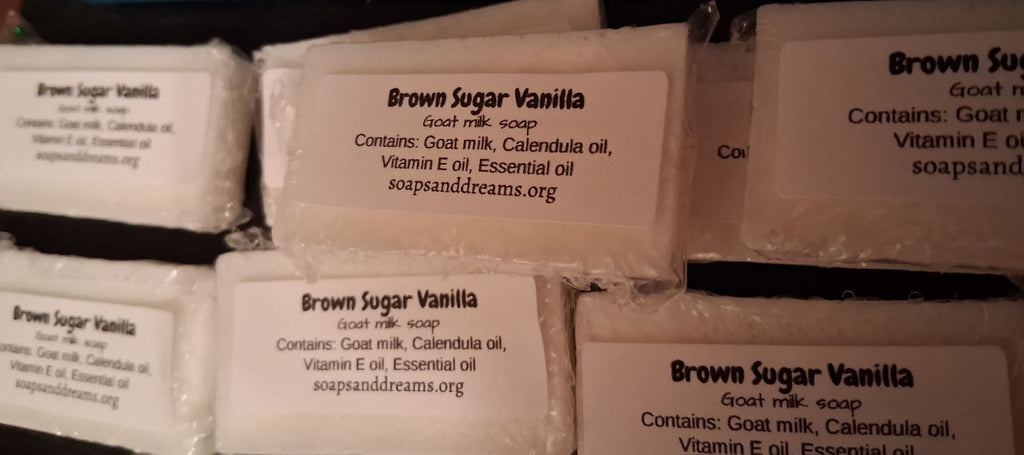 Brown Sugar Vanilla
Goat milk soap
Contains: Goat milk, Calendula oil,
Vitamin E oil, Essential oil
soapsanddreams.org
Brown Sugar Vanilla
Goat milk soap
Contains: Goat milk, Calendula oil,
Vitamin E oil, Essential oil
soapsanddreams.org
Brown
Goat
Contains: Goat
Vitamin E
Brown Sugar Vanilla
Goat milk soap
Goat milk, Calendula oil,
Vitamin E oil, Essential oil
soapsanddreams.org
Brown Sugar Vanilla
Goat milk soap
Contains: Goat milk, Calendula oil,
Vitamin E oil, Essential oil
soapsanddreams.org
Brown Sugar Vanilla
Goat milk soap
Contains: Goat milk, Calendula oil,
Vitamin E oil, Essential oil